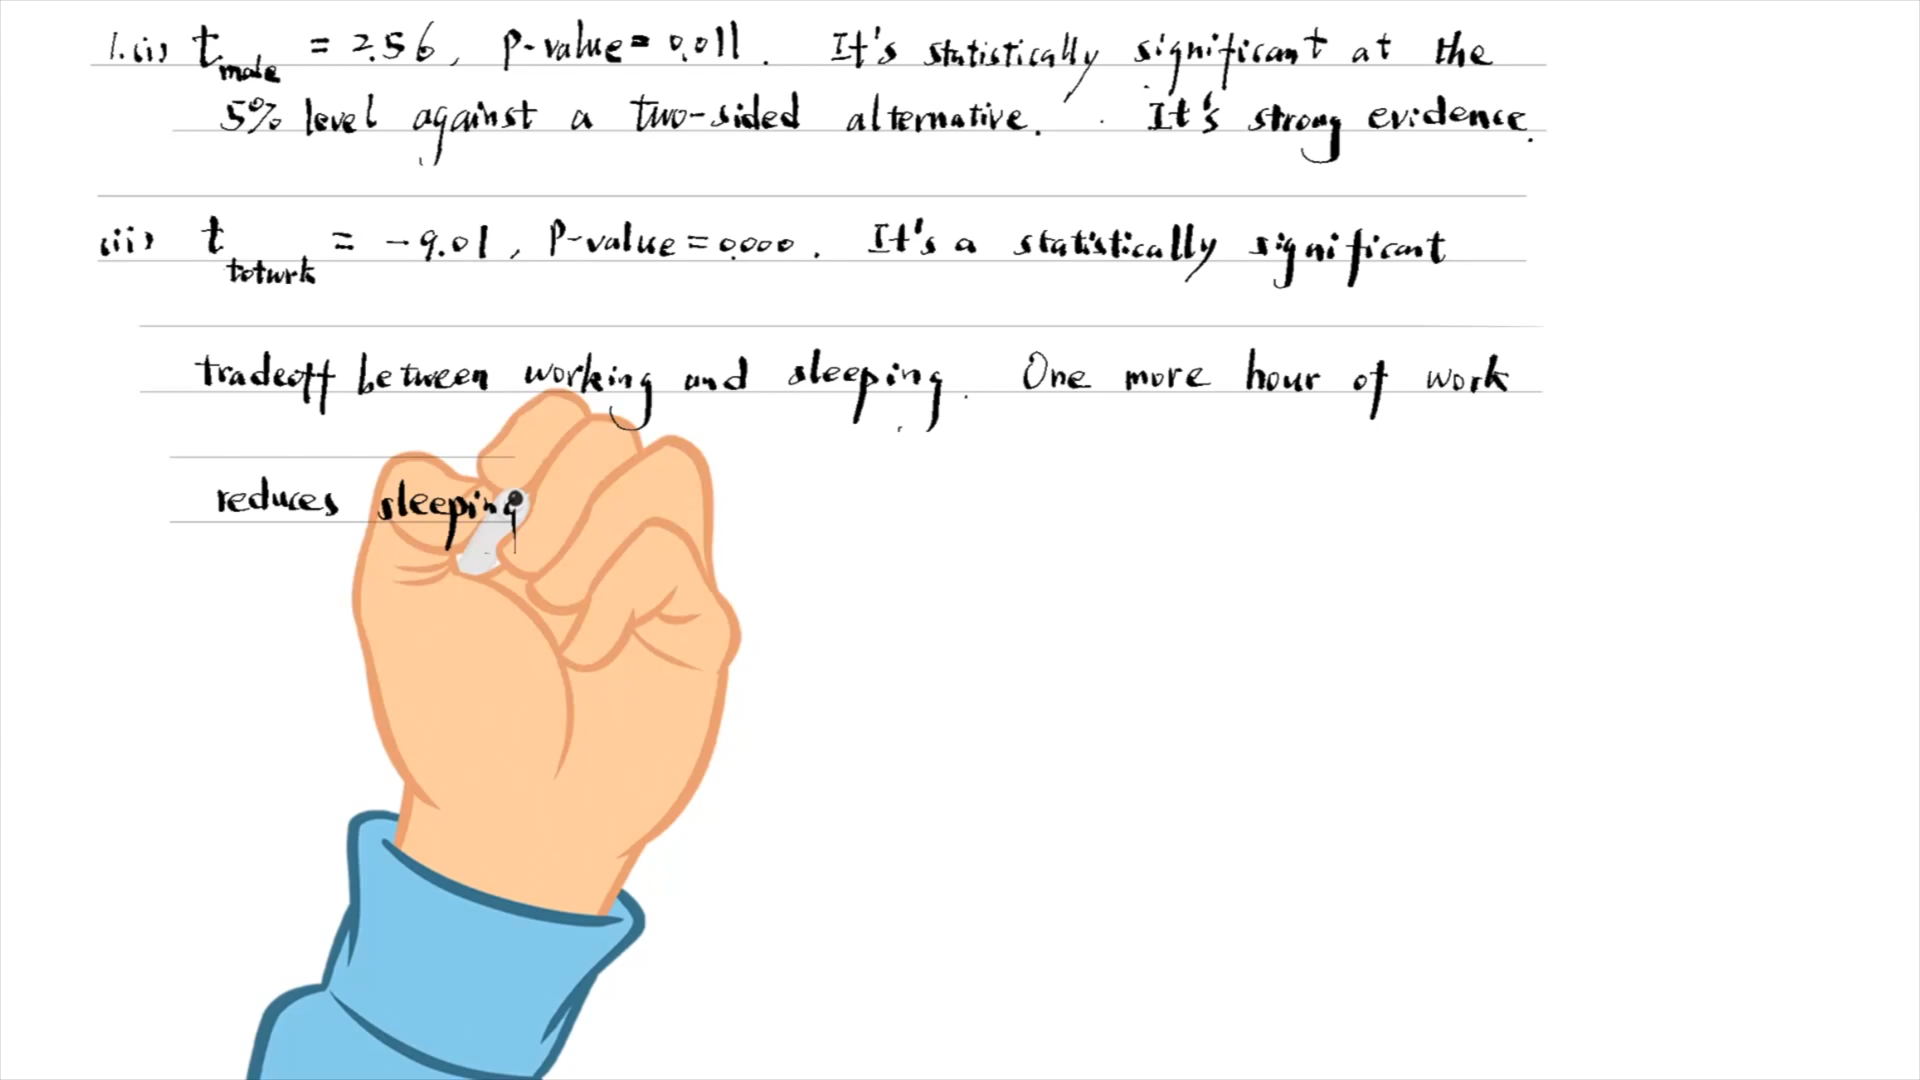 1.(i) t_male = 2.56, p-value = 0.011. It's statistically significant at the
5% level against a two-sided alternative. It's strong evidence.
(ii) t_totwrk = -9.01, P-value = 0.000. It's a statistically significant
tradeoff between working and sleeping. One more hour of work
reduces sleeping